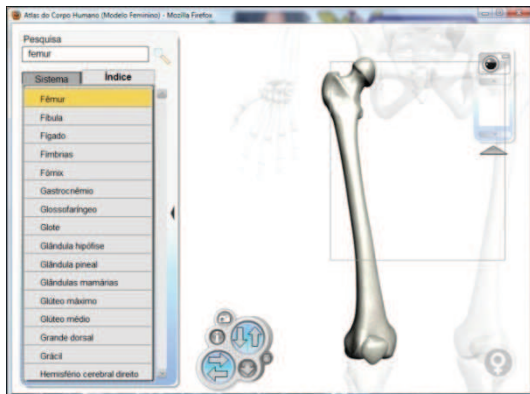 Atlas do Corpo Humano (Modelo Feminino) - Mozilla Firefox
Pesquisa
femur
Sistema
Índice
Fêmur
Fíbula
Fígado
Fímbrias
Fórnix
Gastrocnêmio
Glossofaríngeo
Glote
Glândula hipófise
Glândula pineal
Glândulas mamárias
Glúteo máximo
Glúteo médio
Grande dorsal
Grácil
Hemisfério cerebral direito